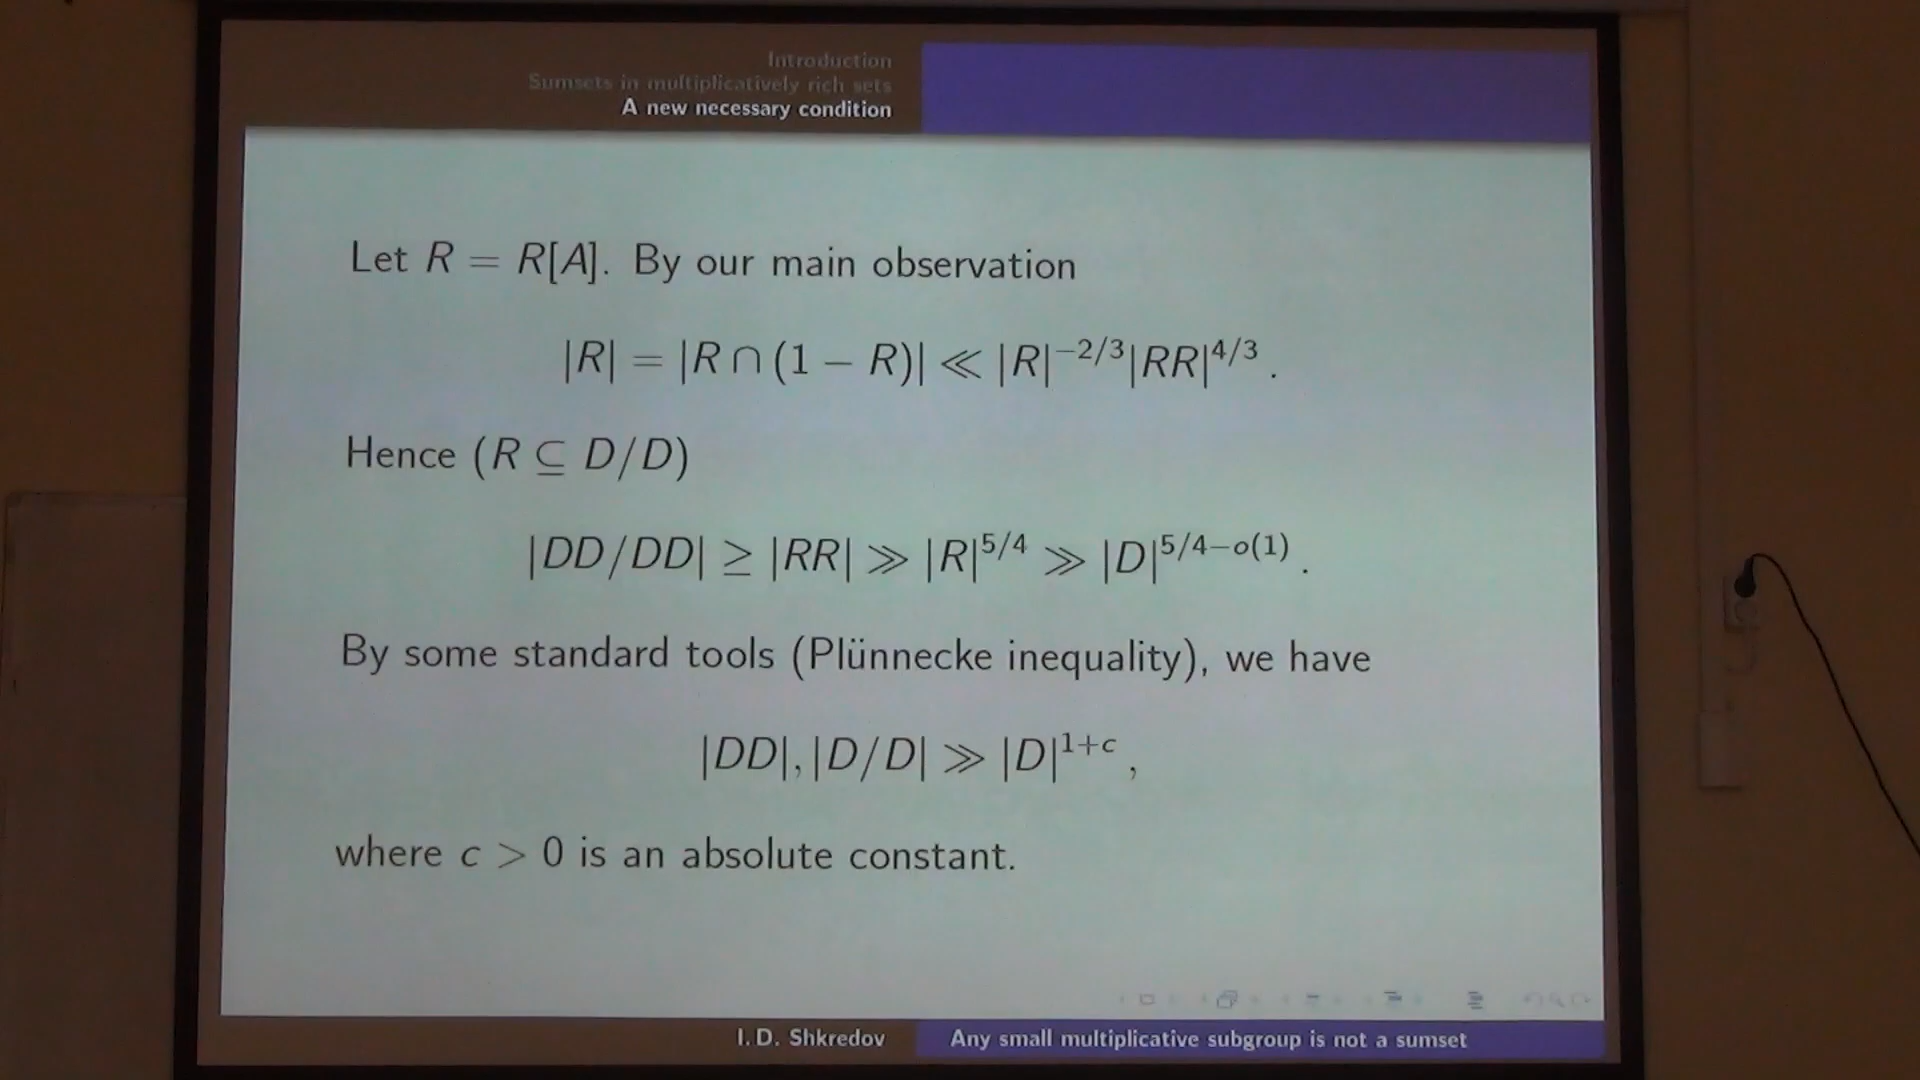 Introduction
Sumsets in multiplicatively rich sets
A new necessary condition
Let R = R[A]. By our main observation
|R| = |R ∩ (1 − R)| ≪ |R|^{−2/3}|RR|^{4/3} .
Hence (R ⊆ D/D)
|DD/DD| ≥ |RR| ≫ |R|^{5/4} ≫ |D|^{5/4−o(1)} .
By some standard tools (Plünnecke inequality), we have
|DD|, |D/D| ≫ |D|^{1+c} ,
where c > 0 is an absolute constant.
I. D. Shkredov
Any small multiplicative subgroup is not a sumset